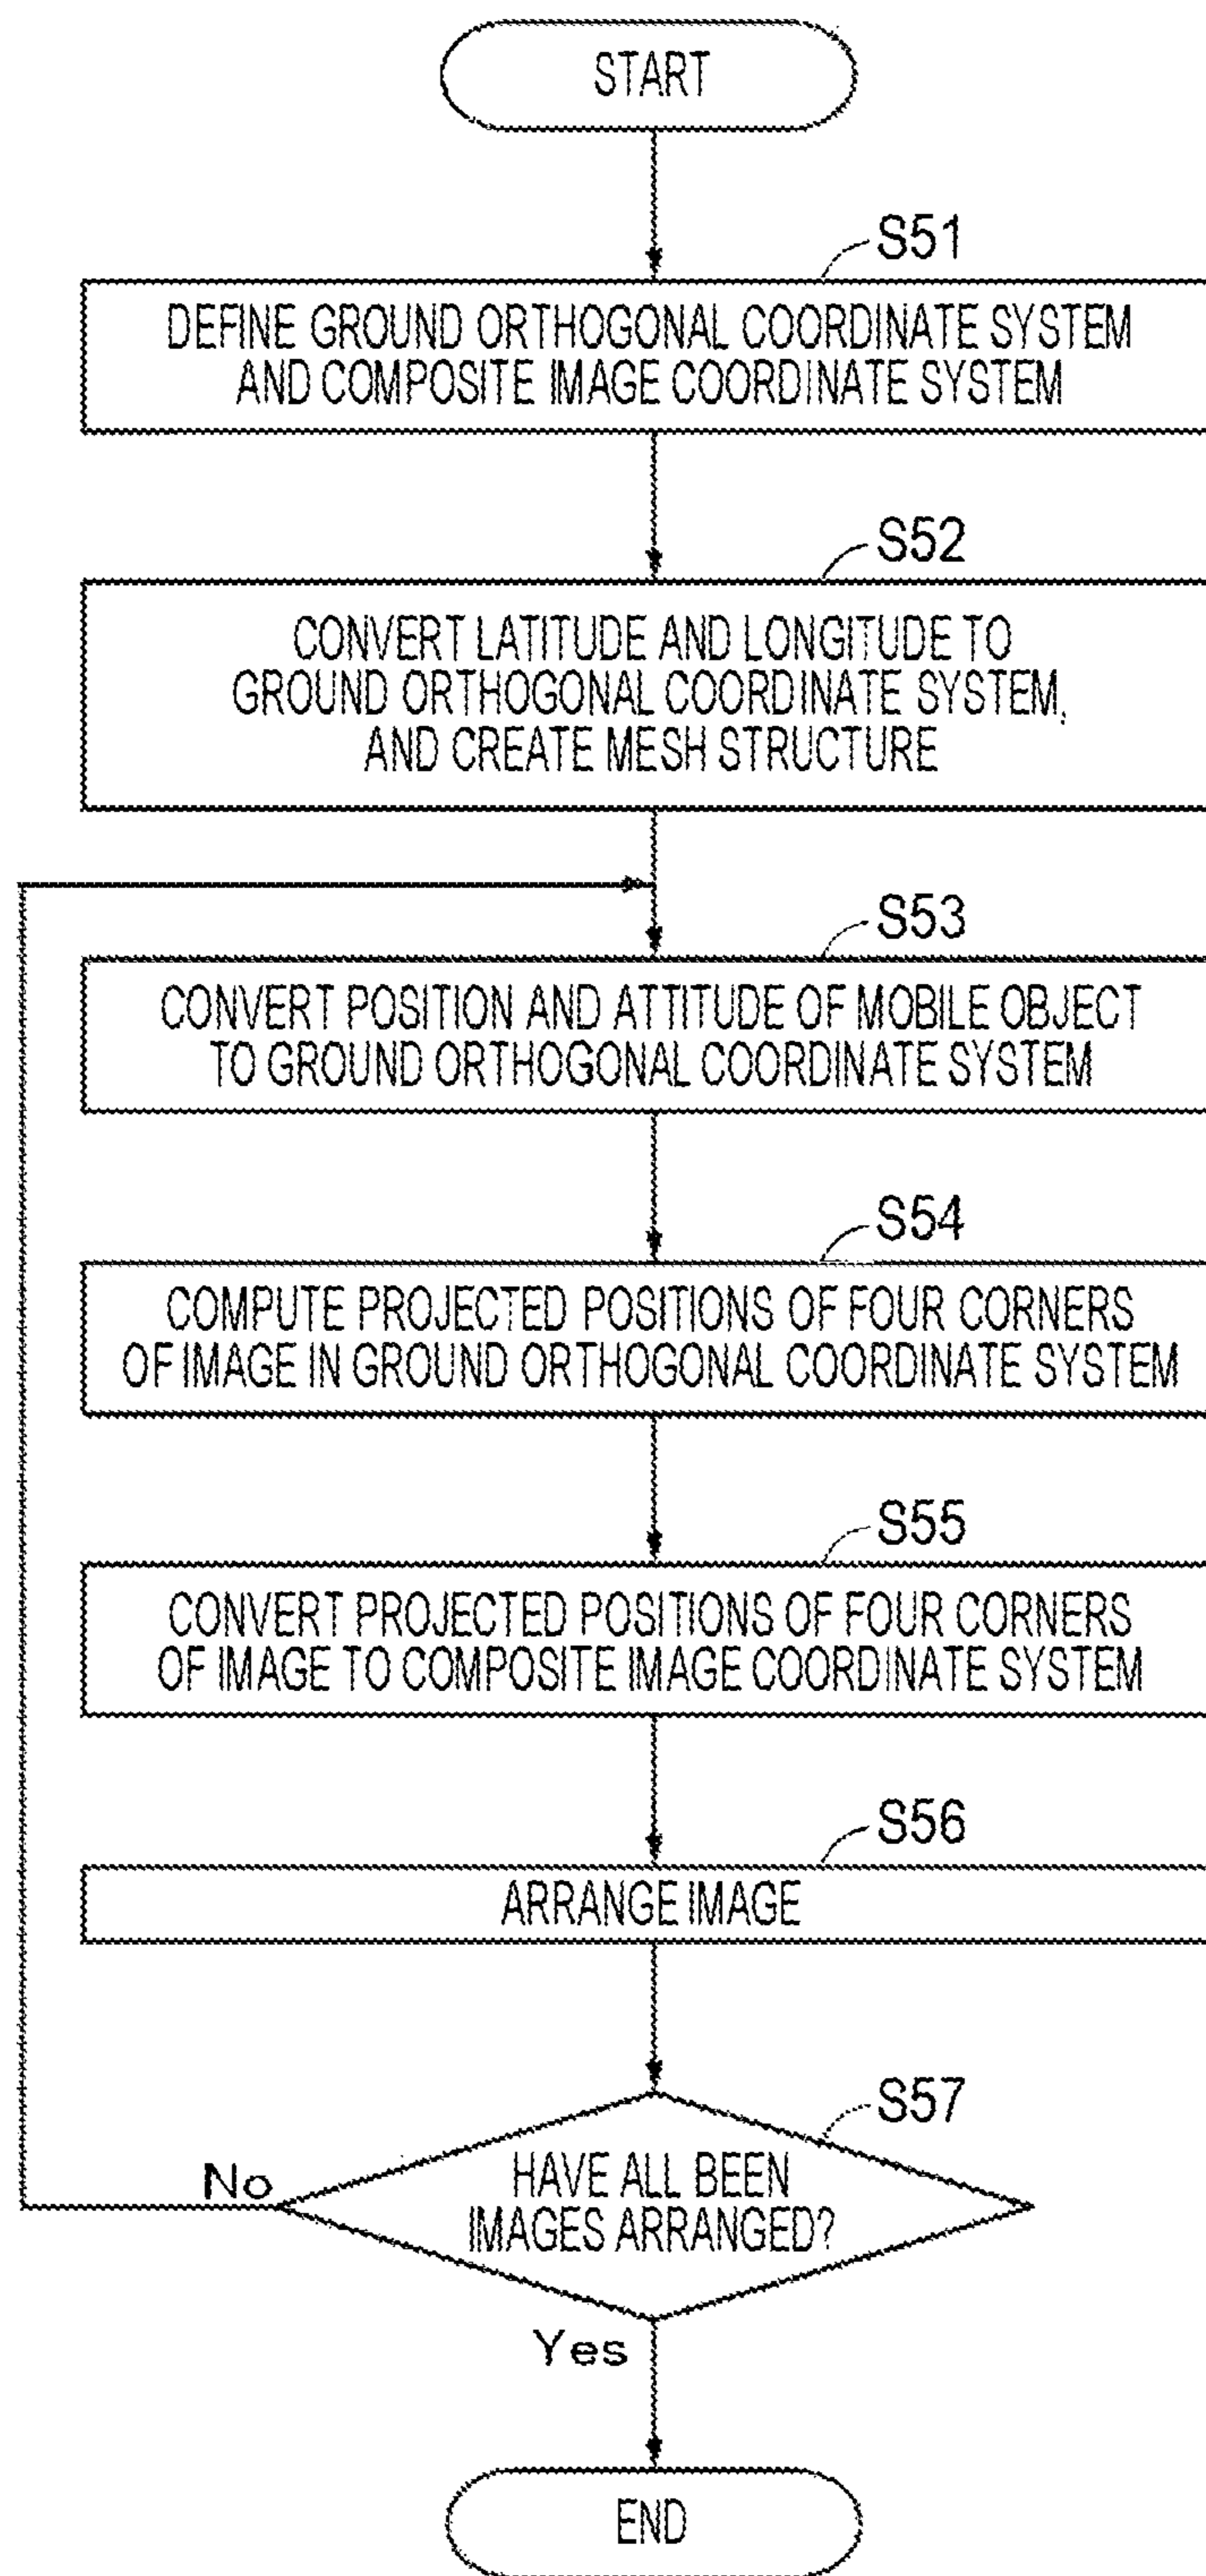 START
S51
DEFINE GROUND ORTHOGONAL COORDINATE SYSTEM
AND COMPOSITE IMAGE COORDINATE SYSTEM
S52
CONVERT LATITUDE AND LONGITUDE TO
GROUND ORTHOGONAL COORDINATE SYSTEM,
AND CREATE MESH STRUCTURE
S53
CONVERT POSITION AND ATTITUDE OF MOBILE OBJECT
TO GROUND ORTHOGONAL COORDINATE SYSTEM
S54
COMPUTE PROJECTED POSITIONS OF FOUR CORNERS
OF IMAGE IN GROUND ORTHOGONAL COORDINATE SYSTEM
S55
CONVERT PROJECTED POSITIONS OF FOUR CORNERS
OF IMAGE TO COMPOSITE IMAGE COORDINATE SYSTEM
S56
ARRANGE IMAGE
S57
HAVE ALL BEEN
IMAGES ARRANGED?
No
Yes
END